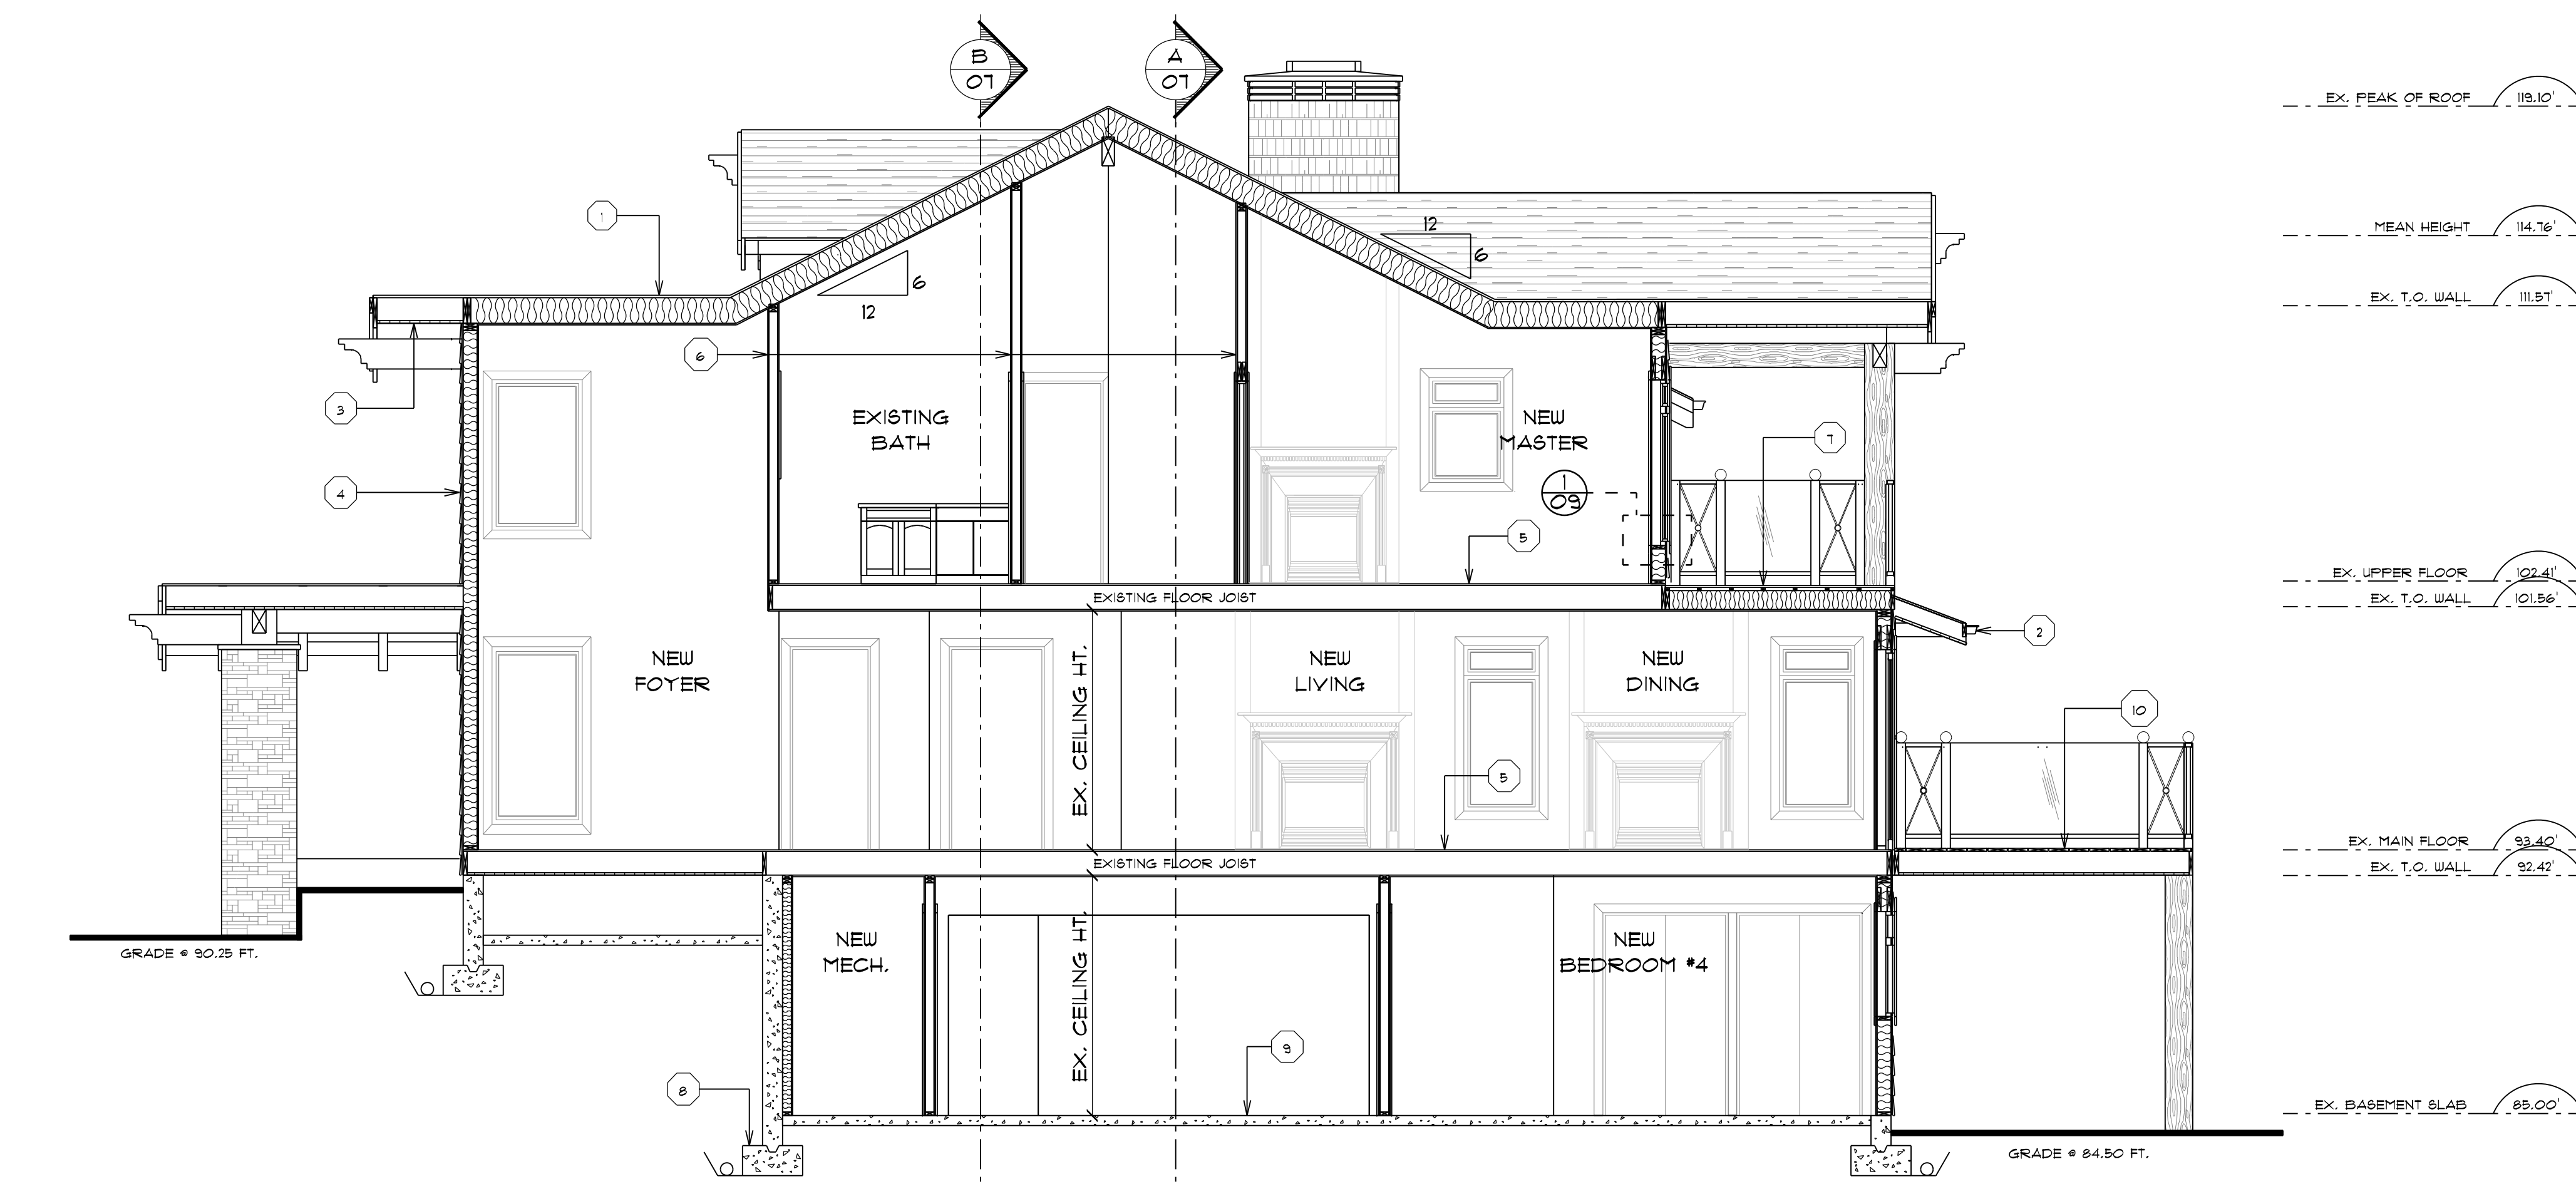 B
07
A
07
EX. PEAK OF ROOF 119.10'
1
12
6
MEAN HEIGHT 114.76'
6
12
EX. T.O. WALL 111.57'
6
3
EXISTING
BATH
NEW
MASTER
7
4
1
09
5
EX. UPPER FLOOR 102.41'
EXISTING FLOOR JOIST
EX. T.O. WALL 101.56'
2
NEW
FOYER
EX. CEILING HT.
NEW
LIVING
NEW
DINING
10
5
EX. MAIN FLOOR 93.40'
EXISTING FLOOR JOIST
EX. T.O. WALL 92.42'
GRADE @ 90.25 FT.
NEW
MECH.
EX. CEILING HT.
NEW
BEDROOM #4
9
8
EX. BASEMENT SLAB 85.00'
GRADE @ 84.50 FT.